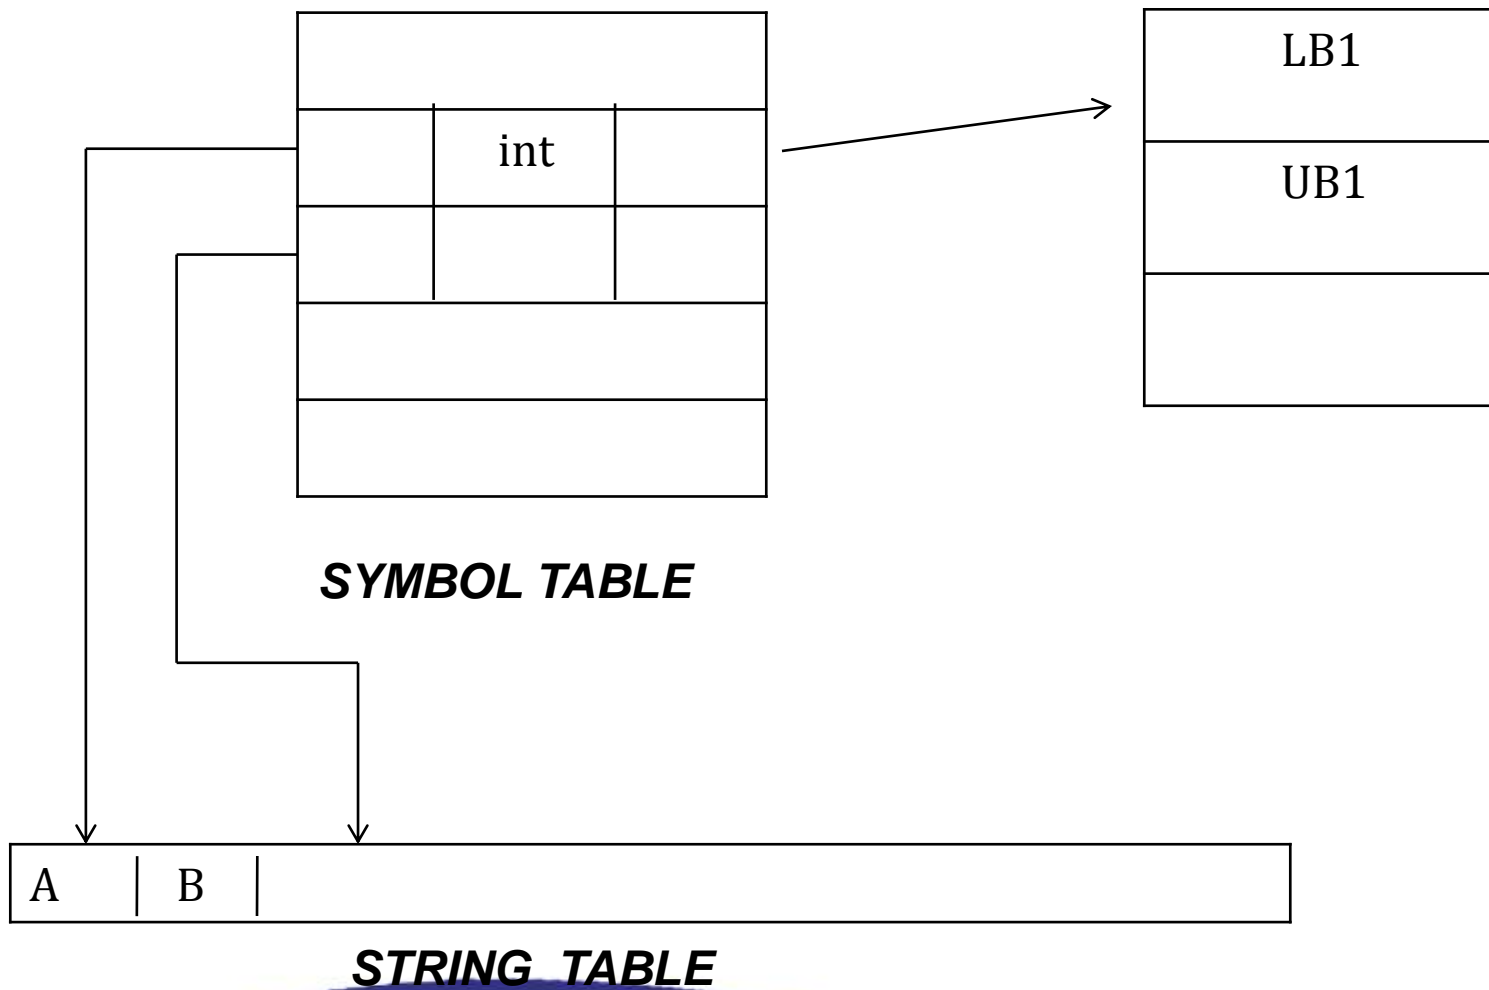 LB1
int
UB1
SYMBOL TABLE
A B
STRING TABLE